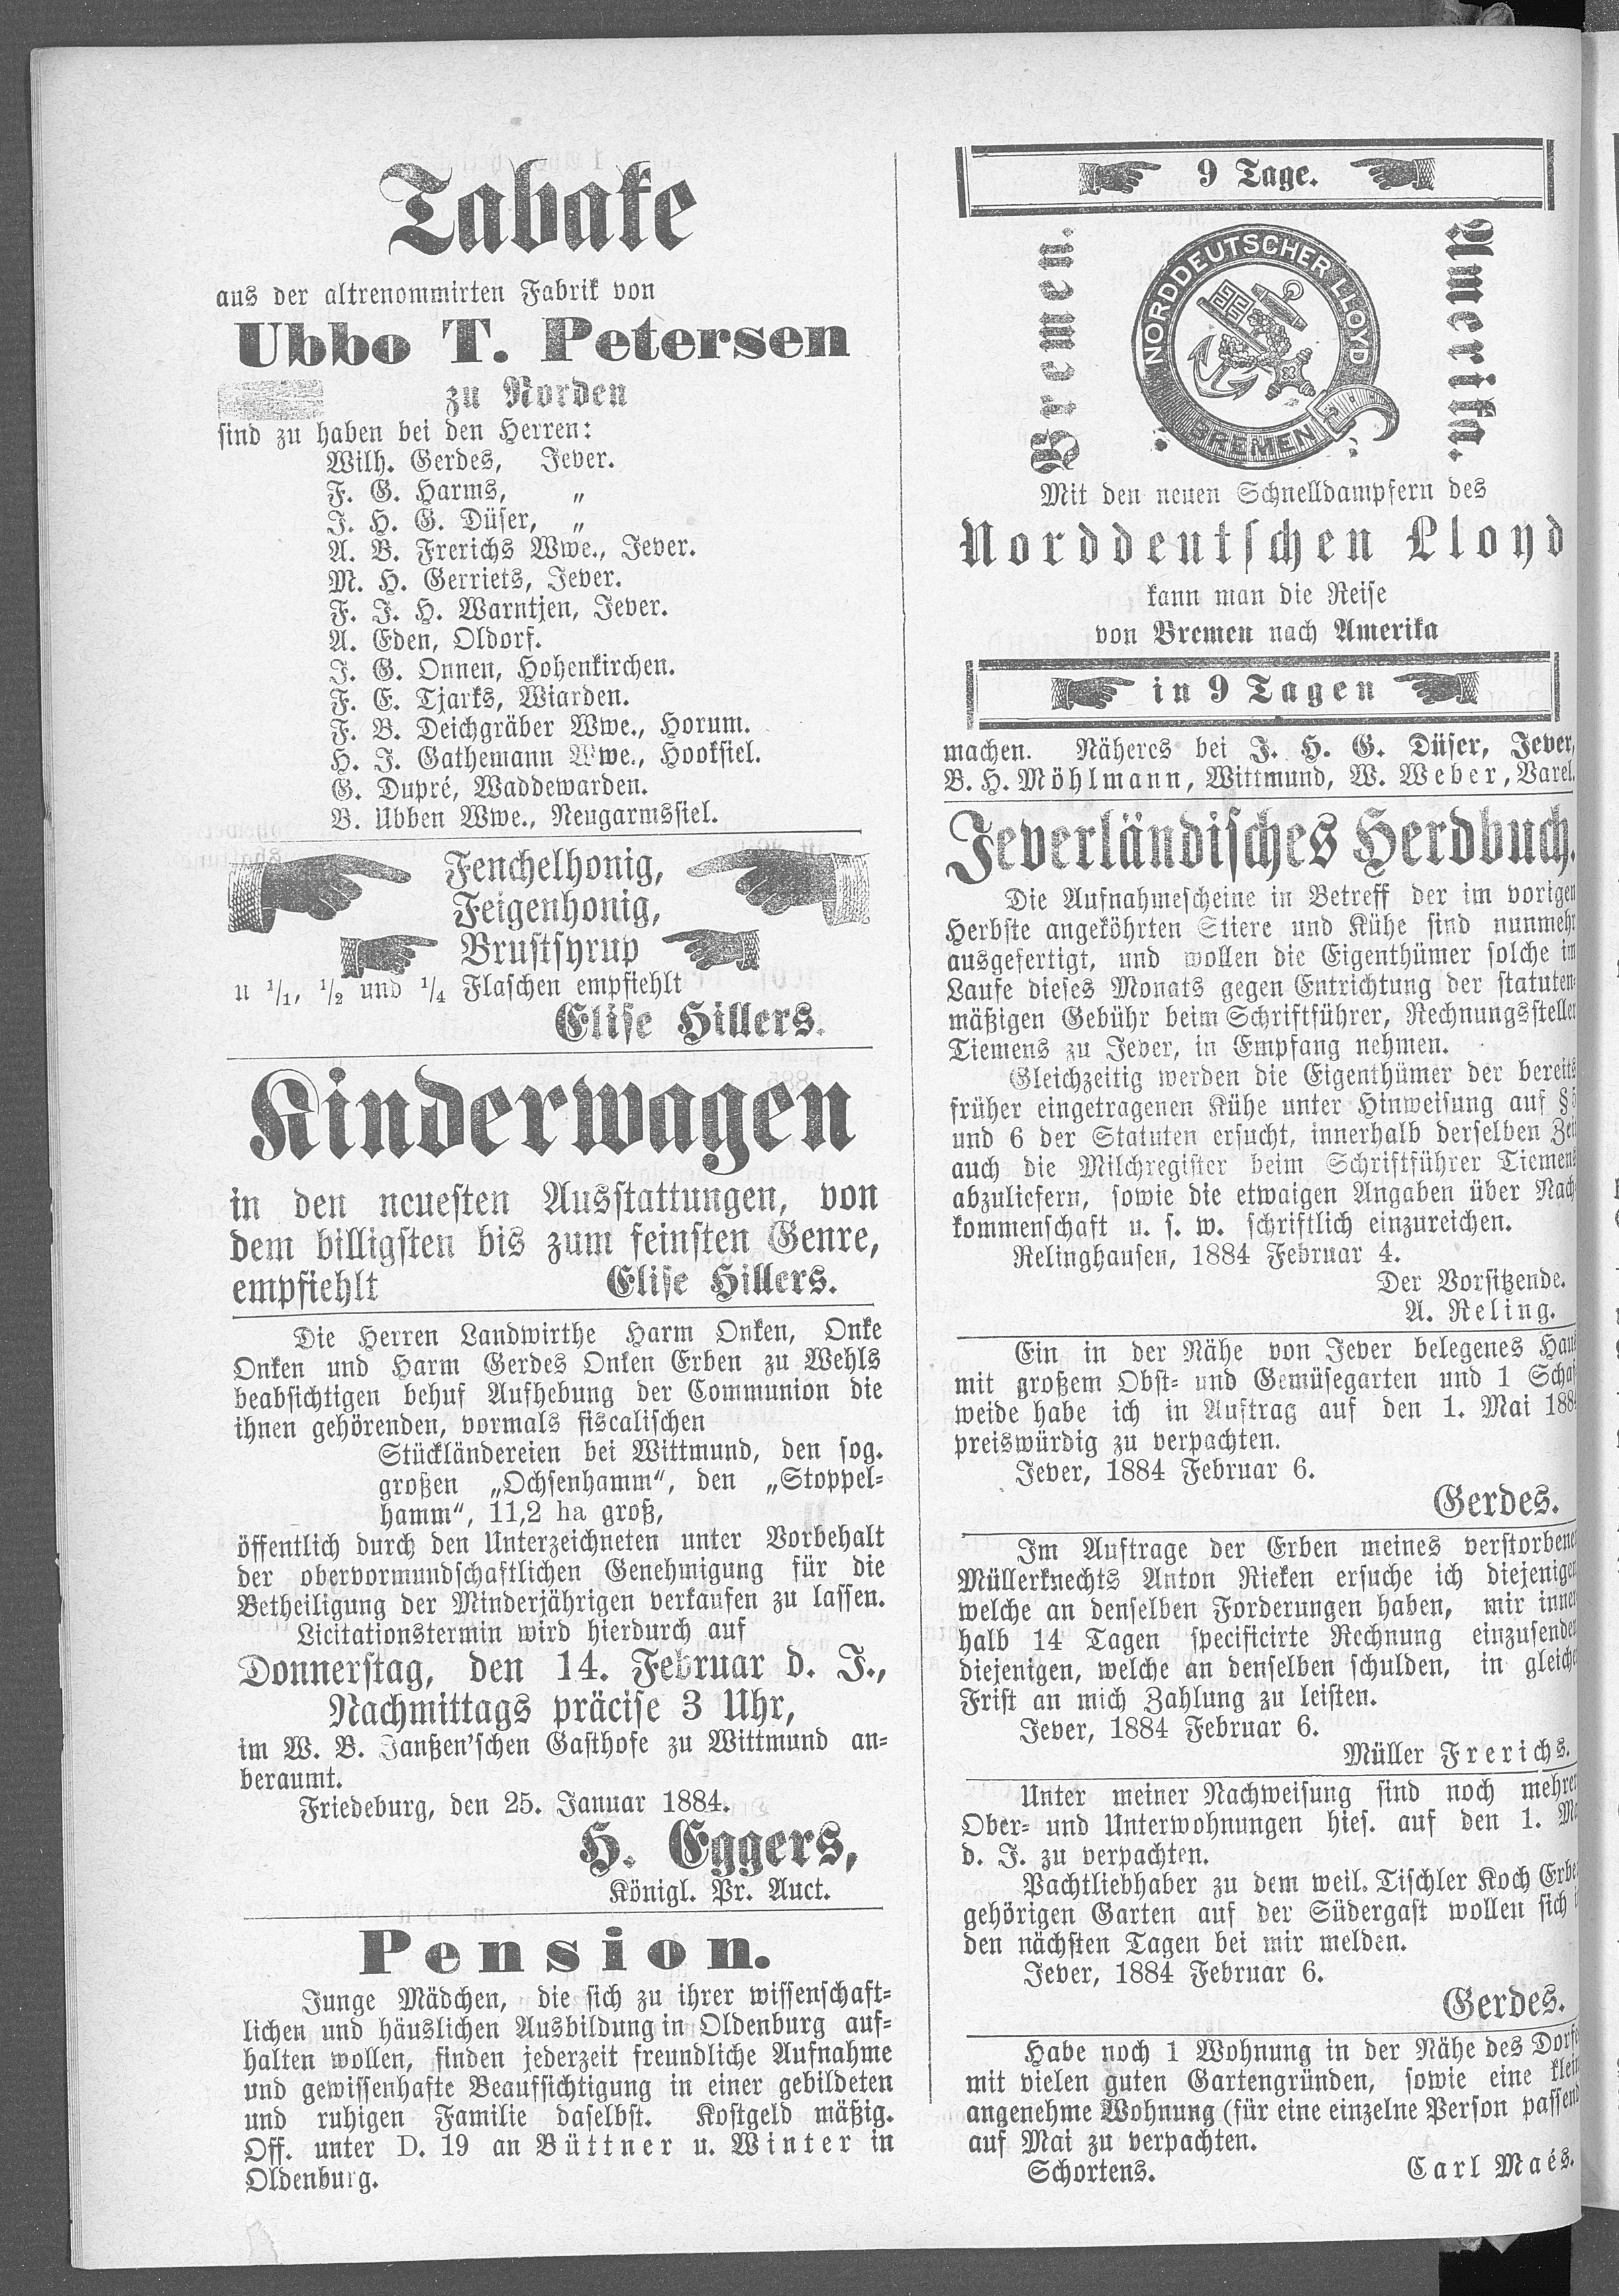 Tabake
aus der altrenommirten Fabrik von
Ubbo T. Petersen
zu Norden
sind zu haben bei den Herren:
Wilh. Gerdes, Jever.
F. G. Harms, „
J. H. G. Düser, „
A. B. Frerichs Wwe., Jever.
M. H. Gerriets, Jever.
F. J. H. Warntjen, Jever.
A. Eden, Oldorf.
J. G. Onnen, Hohenkirchen.
F. E. Tjarks, Wiarden.
F. B. Deichgräber Wwe., Horum.
H. J. Gathemann Wwe., Hooksiel.
G. Dupré, Waddewarden.
B. Ubben Wwe., Neugarmssiel.
Fenchelhonig,
Feigenhonig,
Brustsyrup
n 1/1, 1/2 und 1/4 Flaschen empfiehlt
Elise Hillers.
Kinderwagen
in den neuesten Ausstattungen, von
dem billigsten bis zum feinsten Genre,
empfiehlt Elise Hillers.
Die Herren Landwirthe Harm Onken, Onke
Onken und Harm Gerdes Onken Erben zu Wehls
beabsichtigen behuf Aufhebung der Communion die
ihnen gehörenden, vormals fiscalischen
Stückländereien bei Wittmund, den sog.
großen „Ochsenhamm“, den „Stoppel-
hamm“, 11,2 ha groß,
öffentlich durch den Unterzeichneten unter Vorbehalt
der obervormundschaftlichen Genehmigung für die
Betheiligung der Minderjährigen verkaufen zu lassen.
Licitationstermin wird hierdurch auf
Donnerstag, den 14. Februar d. J.,
Nachmittags präcise 3 Uhr,
im W. B. Janßen'schen Gasthofe zu Wittmund an-
beraumt.
Friedeburg, den 25. Januar 1884.
H. Eggers,
Königl. Pr. Auct.
Pension.
Junge Mädchen, die sich zu ihrer wissenschaft-
lichen und häuslichen Ausbildung in Oldenburg auf-
halten wollen, finden jederzeit freundliche Aufnahme
und gewissenhafte Beaufsichtigung in einer gebildeten
und ruhigen Familie daselbst. Kostgeld mäßig.
Off. unter D. 19 an Büttner u. Winter in
Oldenburg.
9 Tage.
Bremen.
NORDDEUTSCHER LLOYD
BREMEN
Amerika.
Mit den neuen Schnelldampfern des
Norddeutschen Lloyd
kann man die Reise
von Bremen nach Amerika
in 9 Tagen
machen. Näheres bei J. H. G. Düser, Jever,
B. H. Möhlmann, Wittmund, W. Weber, Varel.
Jeverländisches Herdbuch.
Die Aufnahmescheine in Betreff der im vorigen
Herbste angeköhrten Stiere und Kühe sind nunmehr
ausgefertigt, und wollen die Eigenthümer solche im
Laufe dieses Monats gegen Entrichtung der statuten-
mäßigen Gebühr beim Schriftführer, Rechnungssteller
Tiemens zu Jever, in Empfang nehmen.
Gleichzeitig werden die Eigenthümer der bereits
früher eingetragenen Kühe unter Hinweisung auf § 5
und 6 der Statuten ersucht, innerhalb derselben Zeit
auch die Milchregister beim Schriftführer Tiemens
abzuliefern, sowie die etwaigen Angaben über Nach
kommenschaft u. s. w. schriftlich einzureichen.
Relinghausen, 1884 Februar 4.
Der Vorsitzende.
A. Reling.
Ein in der Nähe von Jever belegenes Haus
mit großem Obst- und Gemüsegarten und 1 Schaf
weide habe ich in Auftrag auf den 1. Mai 1884
preiswürdig zu verpachten.
Jever, 1884 Februar 6.
Gerdes.
Im Auftrage der Erben meines verstorbenen
Müllerknechts Anton Rieken ersuche ich diejenigen
welche an denselben Forderungen haben, mir inner
halb 14 Tagen specificirte Rechnung einzusenden
diejenigen, welche an denselben schulden, in gleicher
Frist an mich Zahlung zu leisten.
Jever, 1884 Februar 6.
Müller Frerichs.
Unter meiner Nachweisung sind noch mehrere
Ober- und Unterwohnungen hies. auf den 1. Mai
d. J. zu verpachten.
Pachtliebhaber zu dem weil. Tischler Koch Erben
gehörigen Garten auf der Südergast wollen sich
den nächsten Tagen bei mir melden.
Jever, 1884 Februar 6.
Gerdes.
Habe noch 1 Wohnung in der Nähe des Dorfes
mit vielen guten Gartengründen, sowie eine kleine
angenehme Wohnung (für eine einzelne Person passend
auf Mai zu verpachten.
Schortens. Carl Maés.